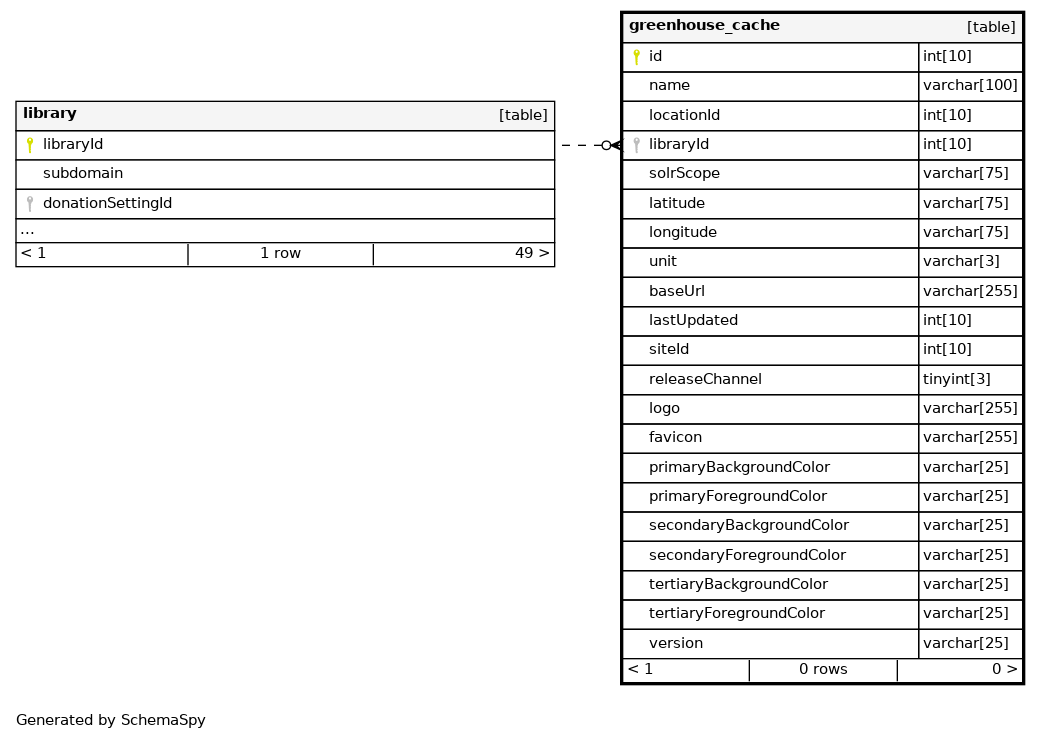 greenhouse_cache [table]
id int[10]
name varchar[100]
locationId int[10]
libraryId int[10]
solrScope varchar[75]
latitude varchar[75]
longitude varchar[75]
unit varchar[3]
baseUrl varchar[255]
lastUpdated int[10]
siteId int[10]
releaseChannel tinyint[3]
logo varchar[255]
favicon varchar[255]
primaryBackgroundColor varchar[25]
primaryForegroundColor varchar[25]
secondaryBackgroundColor varchar[25]
secondaryForegroundColor varchar[25]
tertiaryBackgroundColor varchar[25]
tertiaryForegroundColor varchar[25]
version varchar[25]
< 1 0 rows 0 >
library [table]
libraryId
subdomain
donationSettingId
...
< 1 1 row 49 >
Generated by SchemaSpy